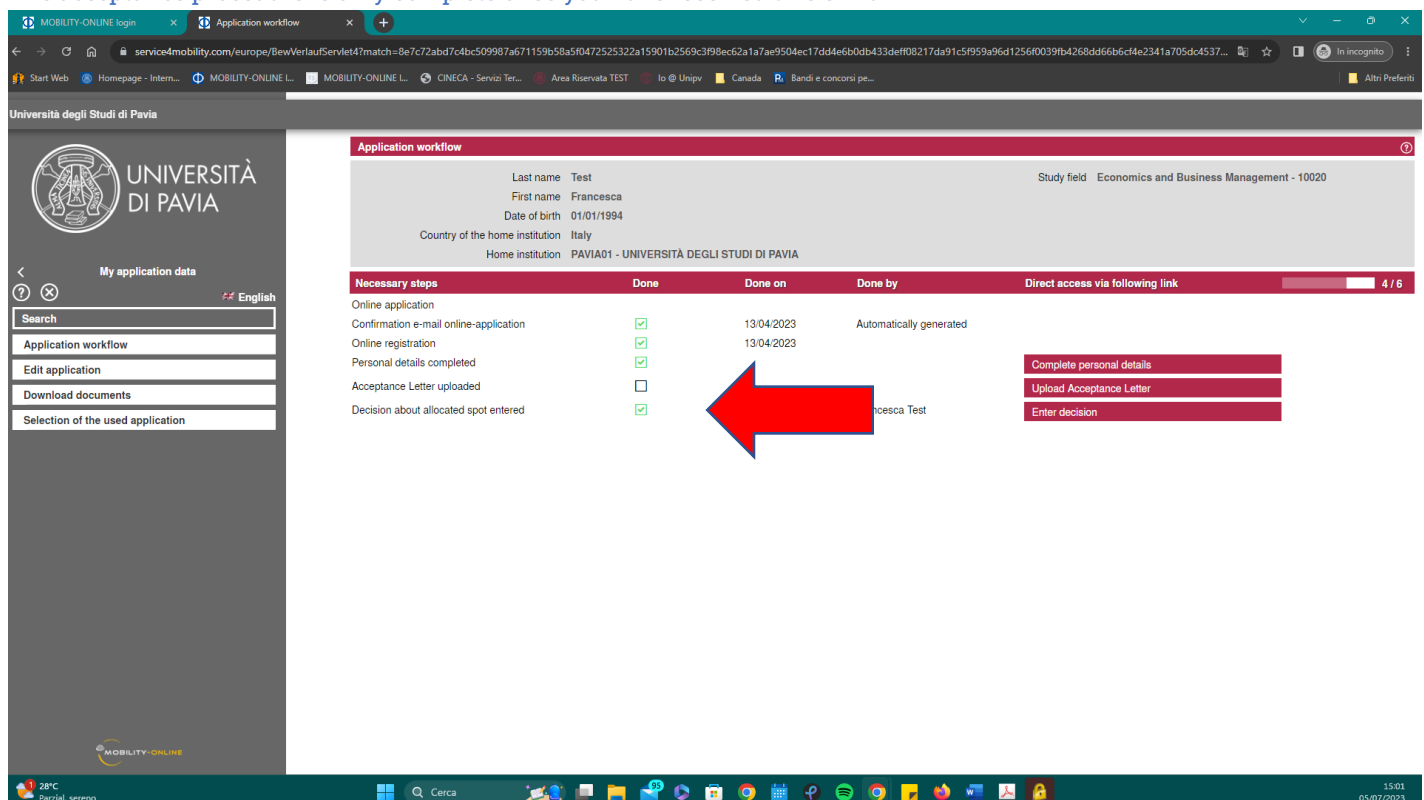 MOBILITY-ONLINE login
Application workflow
service4mobility.com/europe/BewVerlaufServlet4?match=8e7c72abd7c4bc509987a671159b58a5f0472525322a15901b2569c3f98ec62a1a7ae9504ec17dd4e6b0db433deff08217da91c5f959a96d1256f0039fb4268dd66b6cf4e2341a705dc4537...
In incognito
Start Web
Homepage - Intern...
MOBILITY-ONLINE l...
MOBILITY-ONLINE L...
CINECA - Servizi Ter...
Area Riservata TEST
Io @ Unipv
Canada
Bandi e concorsi pe...
Altri Preferiti
Università degli Studi di Pavia
UNIVERSITÀ
DI PAVIA
My application data
English
Search
Application workflow
Edit application
Download documents
Selection of the used application
MOBILITY-ONLINE
Application workflow
Last name Test
Study field Economics and Business Management - 10020
First name Francesca
Date of birth 01/01/1994
Country of the home institution Italy
Home institution PAVIA01 - UNIVERSITÀ DEGLI STUDI DI PAVIA
Necessary steps Done Done on Done by Direct access via following link 4 / 6
Online application
Confirmation e-mail online-application 13/04/2023 Automatically generated
Online registration 13/04/2023
Personal details completed Complete personal details
Acceptance Letter uploaded Upload Acceptance Letter
Decision about allocated spot entered Test Enter decision
1
28°C
Parzial. sereno
Cerca
95
15:01
05/07/2023